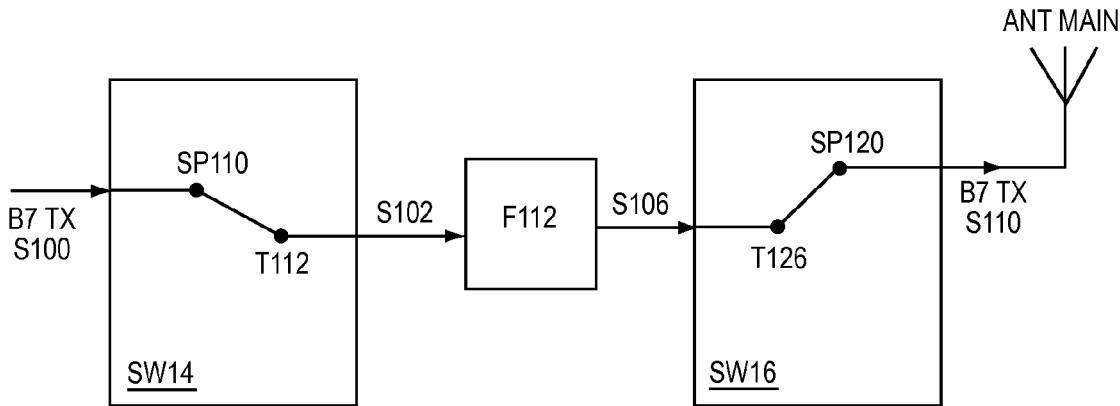 ANT MAIN
SP110
SP120
B7 TX
S100
S102
F112
S106
B7 TX
S110
T112
T126
SW14
SW16